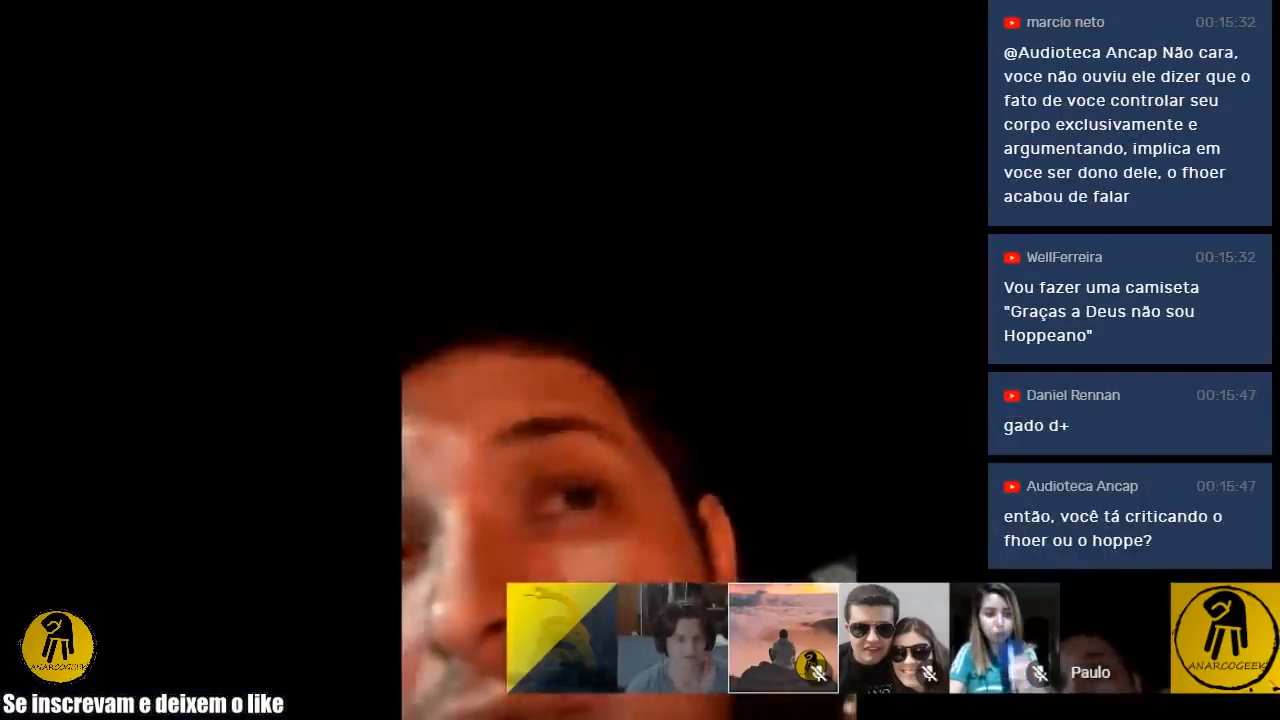 marcio neto
00:15:32
@Audioteca Ancap Não cara,
voce não ouviu ele dizer que o
fato de voce controlar seu
corpo exclusivamente e
argumentando, implica em
voce ser dono dele, o fhoer
acabou de falar
WellFerreira
00:15:32
Vou fazer uma camiseta
"Graças a Deus não sou
Hoppeano"
Daniel Rennan
00:15:47
gado d+
Audioteca Ancap
00:15:47
então, você tá criticando o
fhoer ou o hoppe?
Paulo
ANARCOGEEK
ANARCOGEEK
Se inscrevam e deixem o like